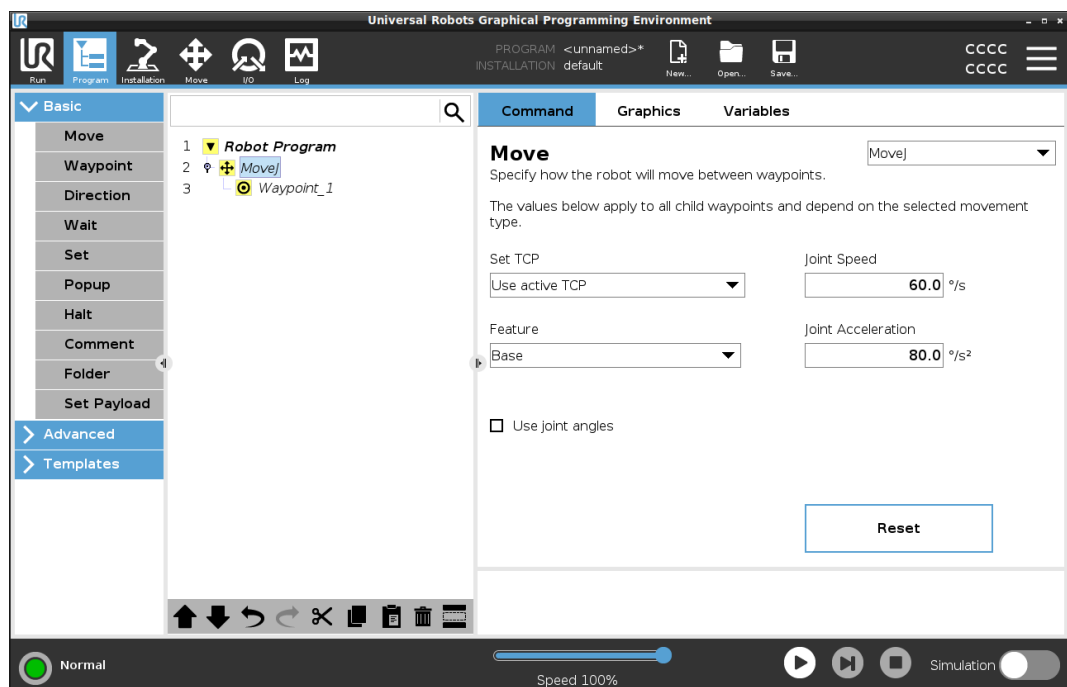 Universal Robots Graphical Programming Environment
UR
Run
Program
Installation
Move
I/O
Log
PROGRAM <unnamed>*
INSTALLATION default
New...
Open...
Save...
CCCC
CCCC
Basic
Move
Waypoint
Direction
Wait
Set
Popup
Halt
Comment
Folder
Set Payload
Advanced
Templates
1 Robot Program
2 MoveJ
3 Waypoint_1
Command Graphics Variables
Move
MoveJ
Specify how the robot will move between waypoints.
The values below apply to all child waypoints and depend on the selected movement
type.
Set TCP
Use active TCP
Joint Speed
60.0 °/s
Feature
Base
Joint Acceleration
80.0 °/s²
Use joint angles
Reset
Normal
Speed 100%
Simulation